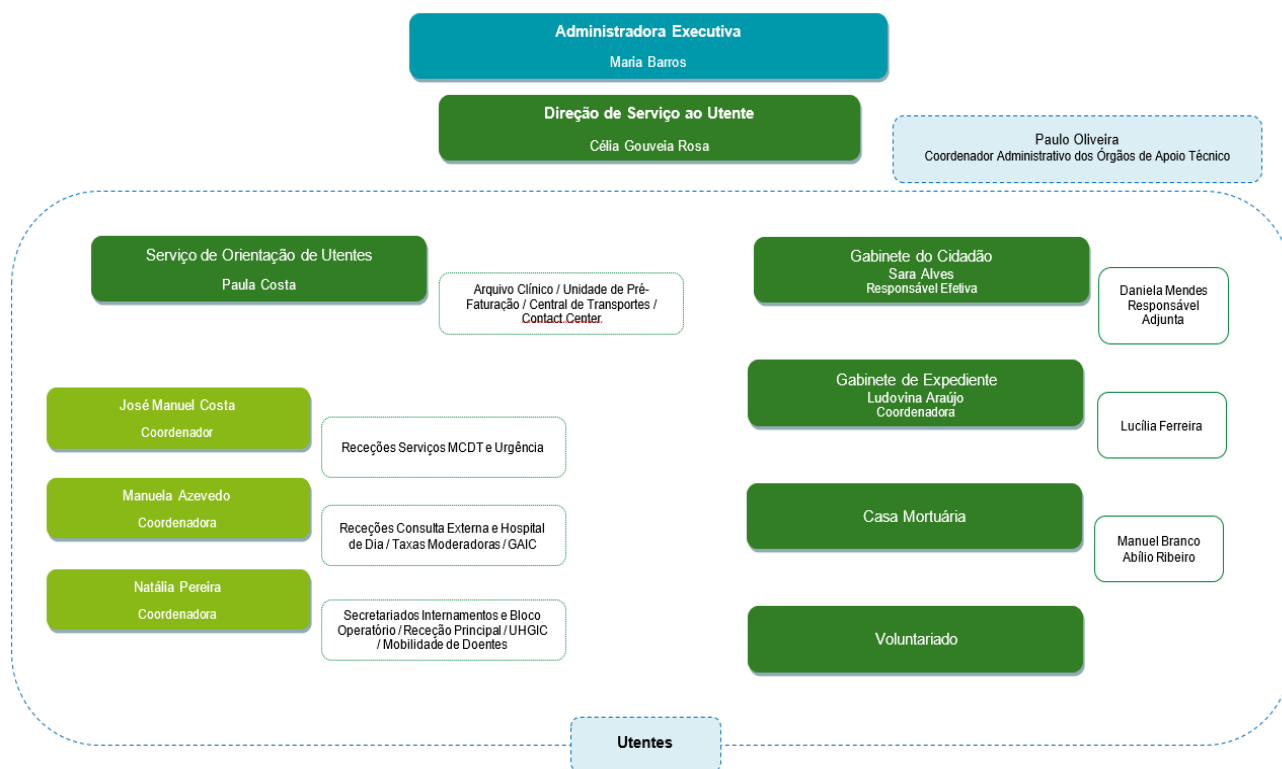 Administradora Executiva
Maria Barros
Direção de Serviço ao Utente
Célia Gouveia Rosa
Paulo Oliveira
Coordenador Administrativo dos Órgãos de Apoio Técnico
Serviço de Orientação de Utentes
Paula Costa
Arquivo Clínico / Unidade de Pré-
Faturação / Central de Transportes /
Contact Center.
José Manuel Costa
Coordenador
Receções Serviços MCDT e Urgência
Manuela Azevedo
Coordenadora
Receções Consulta Externa e Hospital
de Dia / Taxas Moderadoras / GAIC
Natália Pereira
Coordenadora
Secretariados Internamentos e Bloco
Operatório / Receção Principal / UHGIC
/ Mobilidade de Doentes
Gabinete do Cidadão
Sara Alves
Responsável Efetiva
Daniela Mendes
Responsável
Adjunta
Gabinete de Expediente
Ludovina Araújo
Coordenadora
Lucília Ferreira
Casa Mortuária
Manuel Branco
Abílio Ribeiro
Voluntariado
Utentes